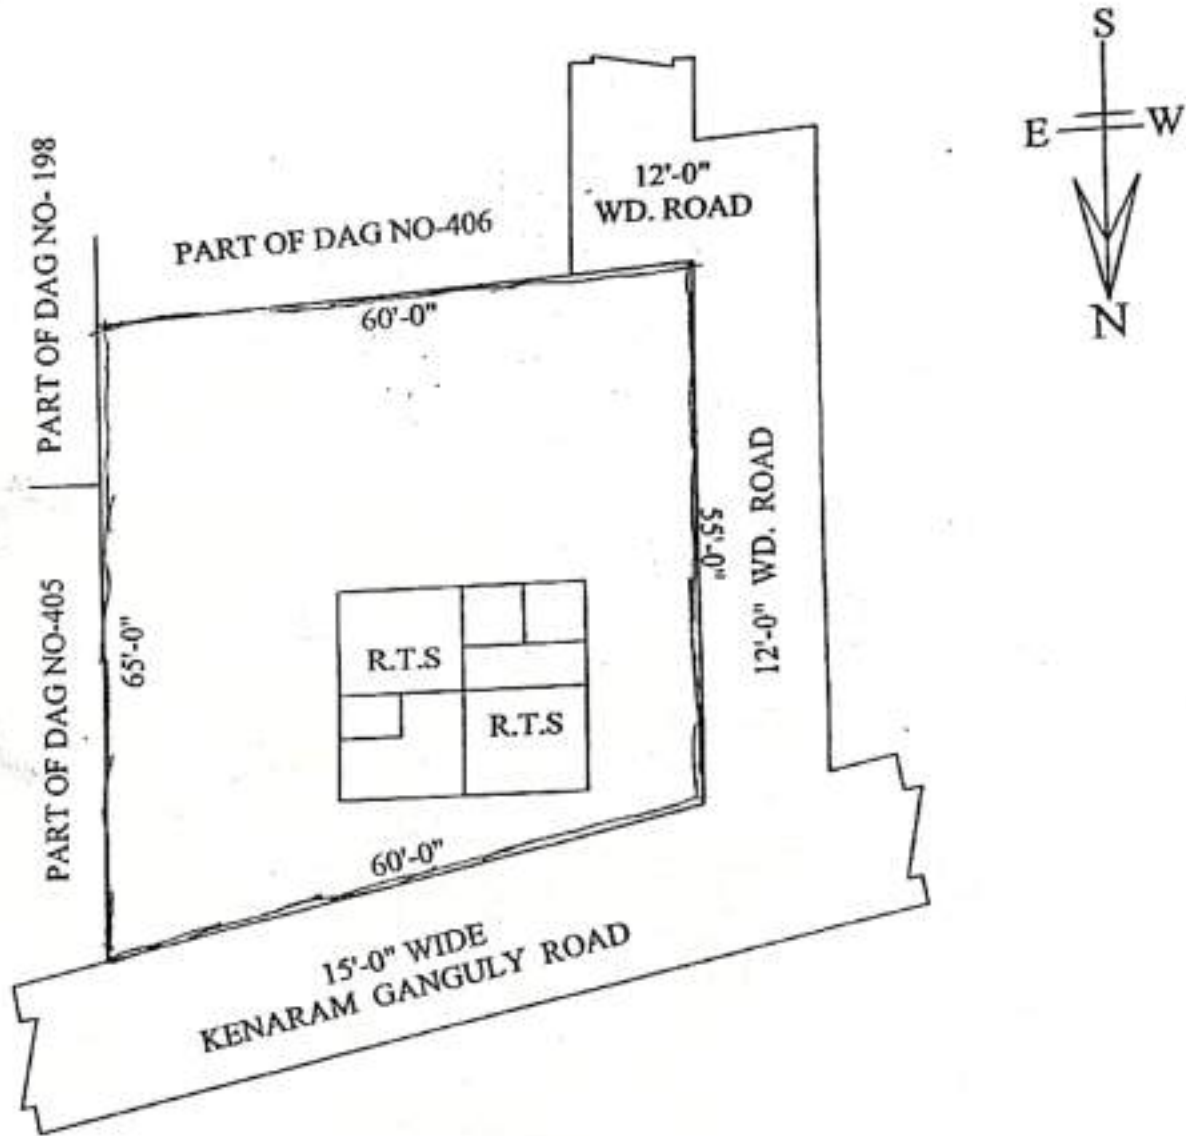 S
E
W
N
12'-0"
WD. ROAD
PART OF DAG NO-406
PART OF DAG NO- 198
60'-0"
55'-0"
12'-0" WD. ROAD
PART OF DAG NO-405
65'-0"
R.T.S
R.T.S
60'-0"
15'-0" WIDE
KENARAM GANGULY ROAD